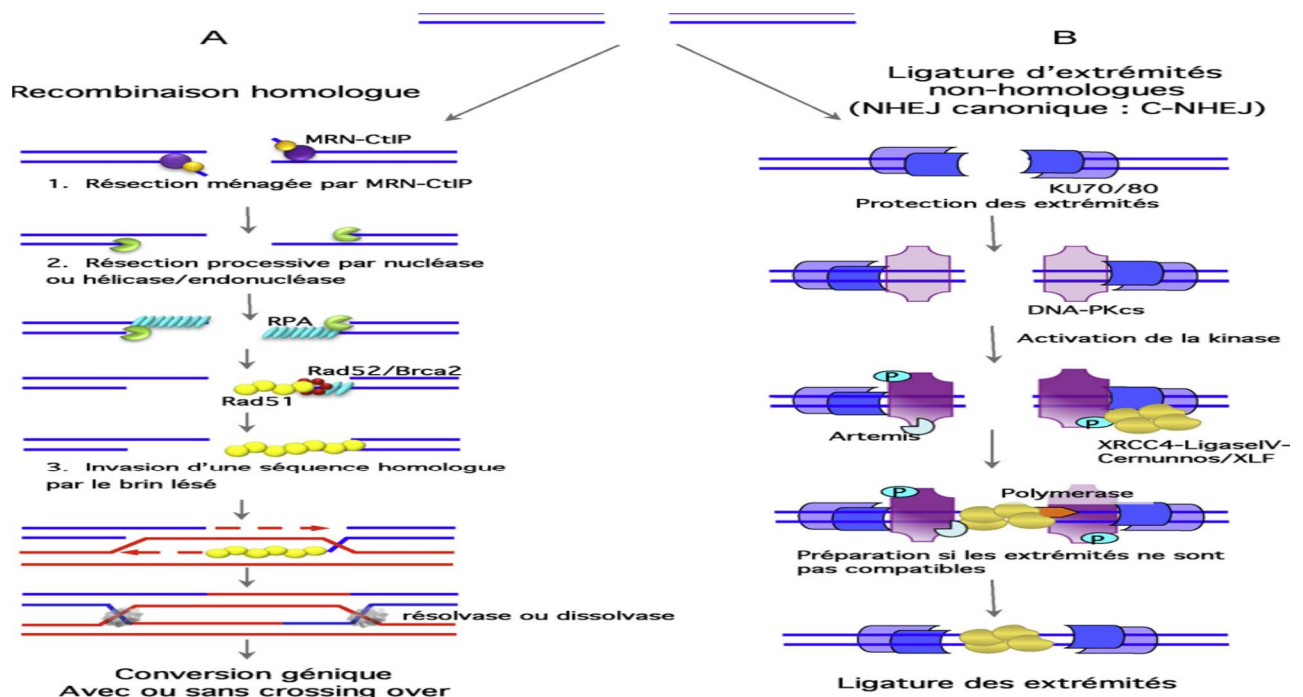 A
Recombinaison homologue
MRN-CtIP
1. Résection ménagée par MRN-CtIP
2. Résection processive par nucléase
ou hélicase/endonucléase
RPA
Rad52/Brca2
Rad51
3. Invasion d'une séquence homologue
par le brin lésé
résolvase ou dissolvase
Conversion génique
Avec ou sans crossing over
B
Ligature d'extrémités
non-homologues
(NHEJ canonique : C-NHEJ)
KU70/80
Protection des extrémités
DNA-PKcs
Activation de la kinase
P
Artemis
P
XRCC4-LigaseIV-
Cernunnos/XLF
P
Polymerase
P
Préparation si les extrémités ne sont
pas compatibles
Ligature des extrémités